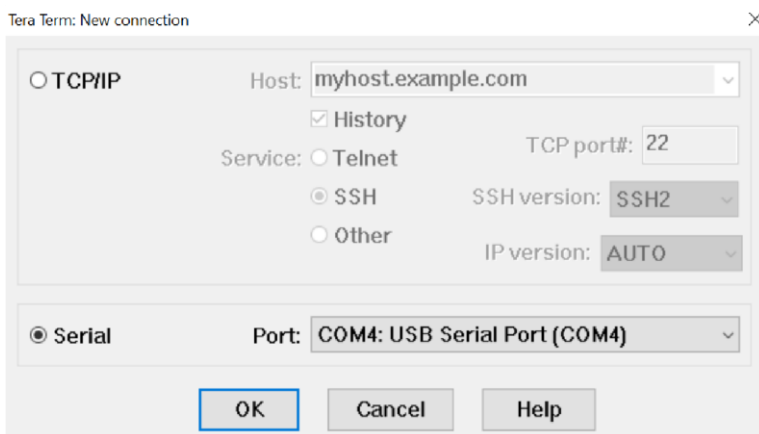 Tera Term: New connection
TCP/IP
Host: myhost.example.com
History
Service: Telnet
TCP port#: 22
SSH
SSH version: SSH2
Other
IP version: AUTO
Serial
Port: COM4: USB Serial Port (COM4)
OK Cancel Help